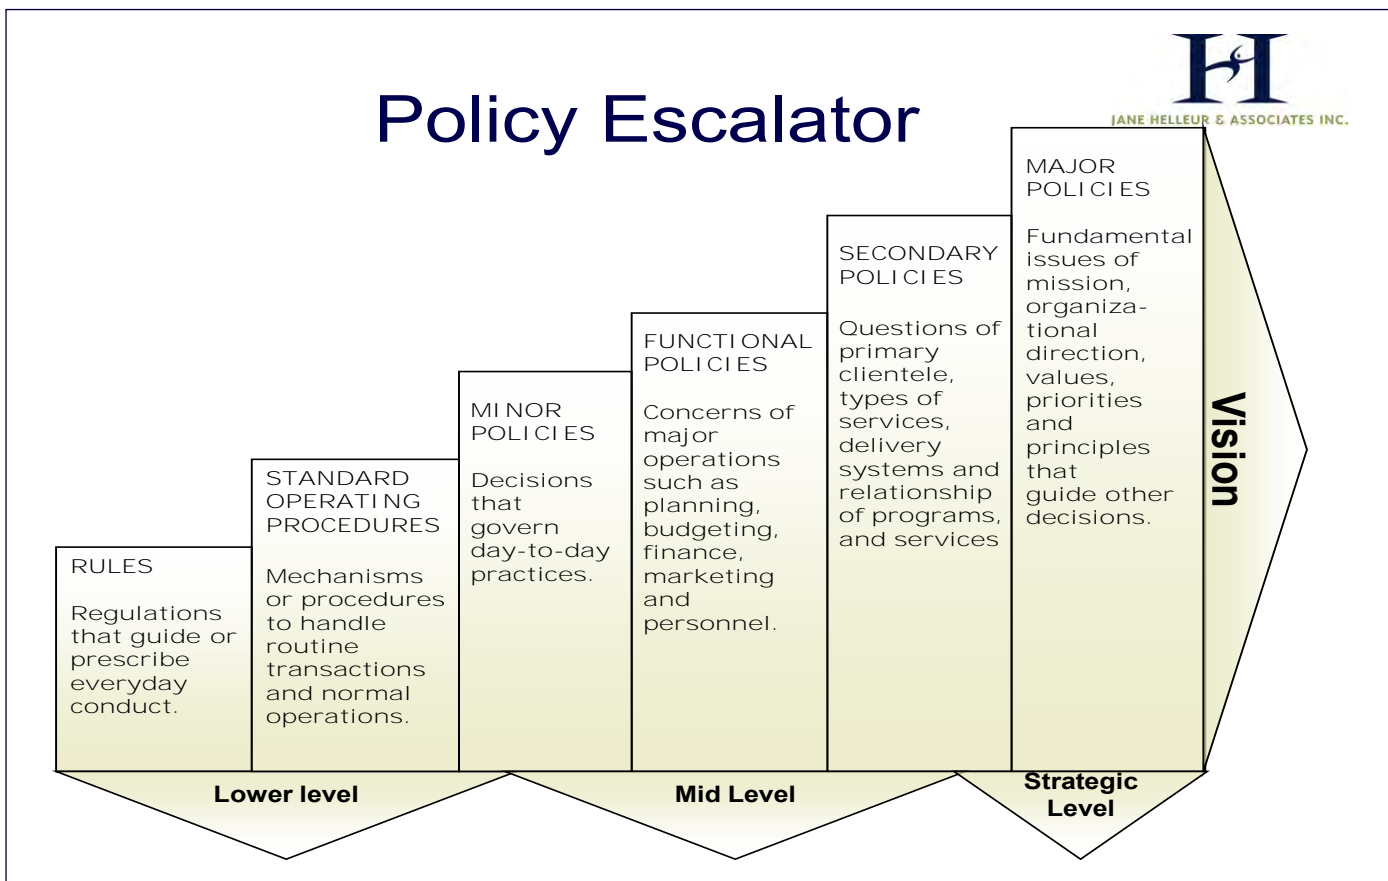 Policy Escalator
JANE HELLEUR & ASSOCIATES INC.
RULES
Regulations
that guide or
prescribe
everyday
conduct.
STANDARD
OPERATING
PROCEDURES
Mechanisms
or procedures
to handle
routine
transactions
and normal
operations.
MINOR
POLICIES
Decisions
that
govern
day-to-day
practices.
FUNCTIONAL
POLICIES
Concerns of
major
operations
such as
planning,
budgeting,
finance,
marketing
and
personnel.
SECONDARY
POLICIES
Questions of
primary
clientele,
types of
services,
delivery
systems and
relationship
of programs,
and services
MAJOR
POLICIES
Fundamental
issues of
mission,
organiza-
tional
direction,
values,
priorities
and
principles
that
guide other
decisions.
Vision
Lower level
Mid Level
Strategic
Level